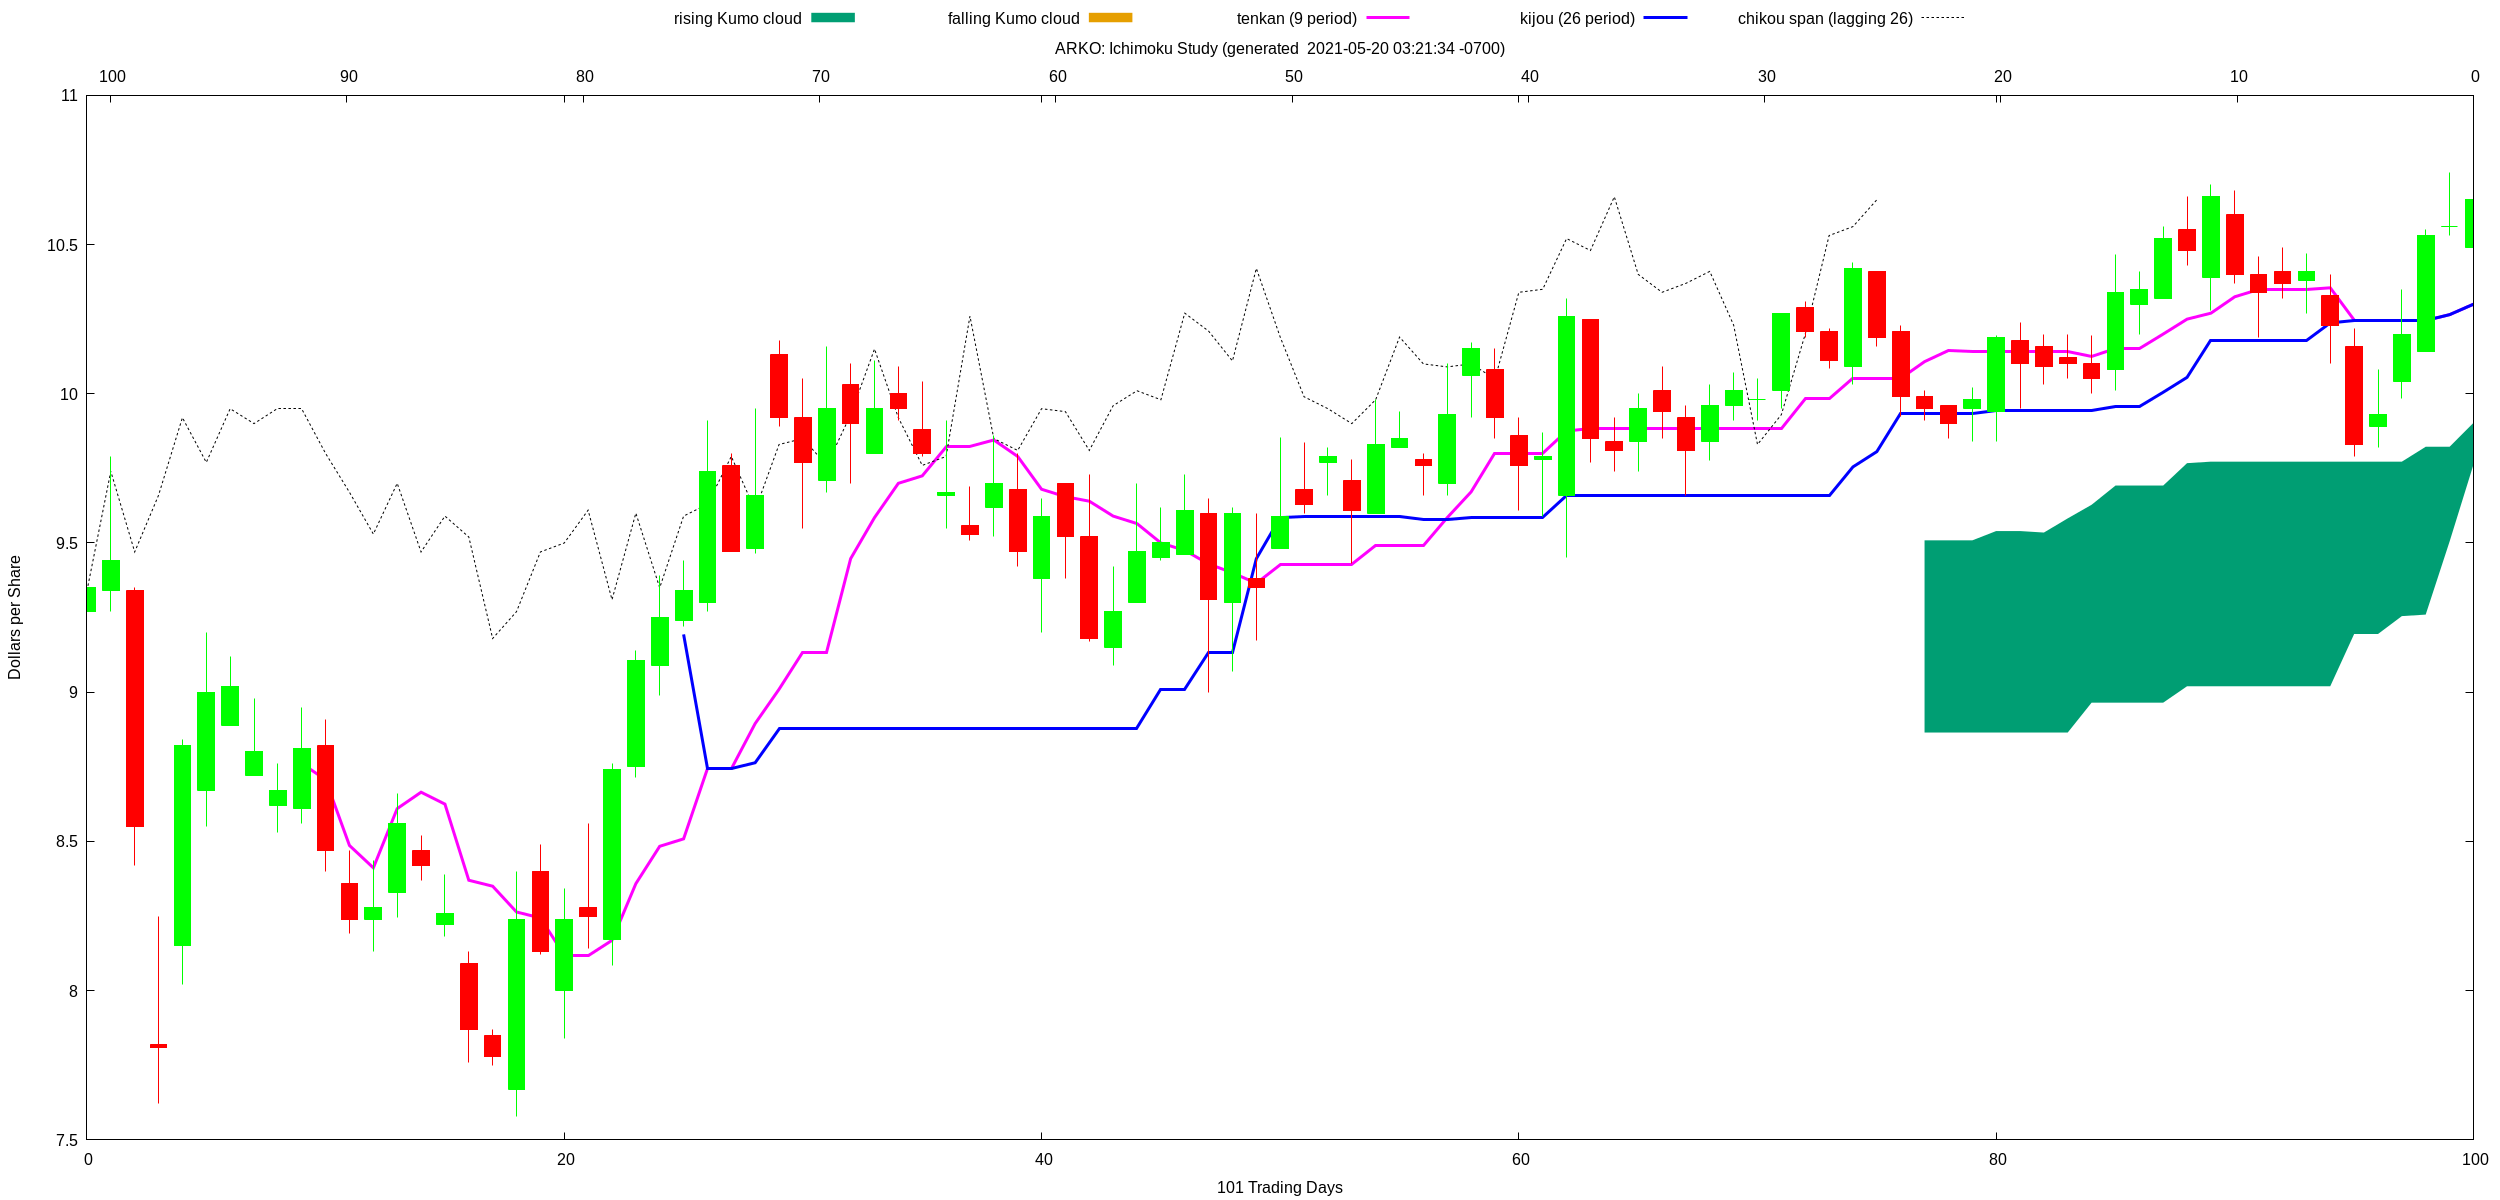 rising Kumo cloud falling Kumo cloud tenkan (9 period) kijou (26 period) chikou span (lagging 26)
ARKO: Ichimoku Study (generated  2021-05-20 03:21:34 -0700)
100 90 80 70 60 50 40 30 20 10 0
11
10.5
10
9.5
9
8.5
8
7.5
Dollars per Share
0 20 40 60 80 100
101 Trading Days